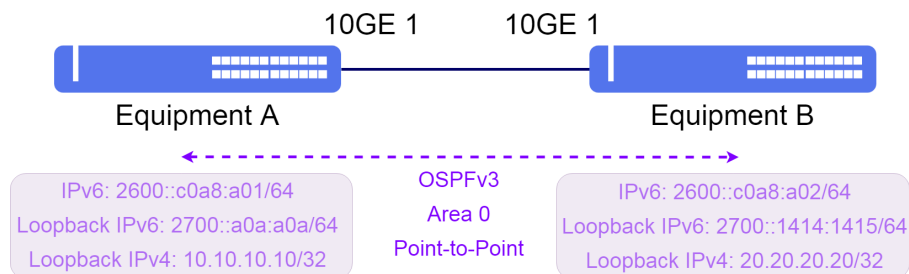 10GE 1
10GE 1
Equipment A
Equipment B
OSPFv3
Area 0
Point-to-Point
IPv6: 2600::c0a8:a01/64
Loopback IPv6: 2700::a0a:a0a/64
Loopback IPv4: 10.10.10.10/32
IPv6: 2600::c0a8:a02/64
Loopback IPv6: 2700::1414:1415/64
Loopback IPv4: 20.20.20.20/32